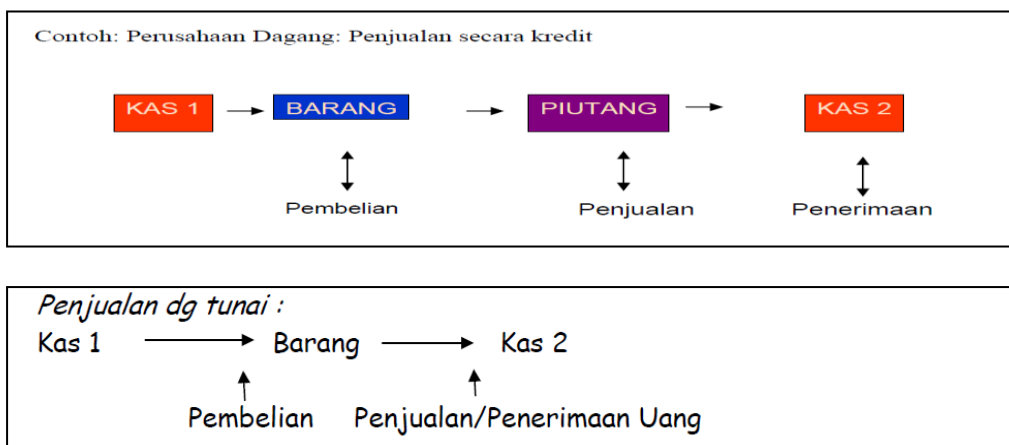 Contoh: Perusahaan Dagang: Penjualan secara kredit
KAS 1 BARANG PIUTANG KAS 2
Pembelian Penjualan Penerimaan
Penjualan dg tunai :
Kas 1 Barang Kas 2
Pembelian Penjualan/Penerimaan Uang